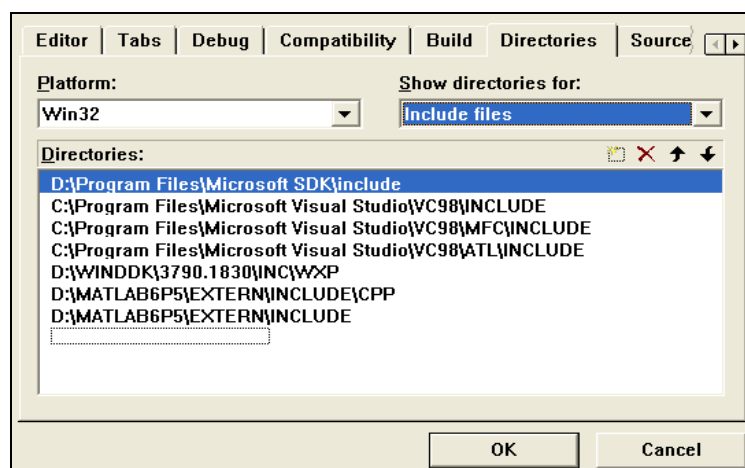 Editor Tabs Debug Compatibility Build Directories Source
Platform: Show directories for:
Win32 Include files
Directories:
D:\Program Files\Microsoft SDK\include
C:\Program Files\Microsoft Visual Studio\VC98\INCLUDE
C:\Program Files\Microsoft Visual Studio\VC98\MFC\INCLUDE
C:\Program Files\Microsoft Visual Studio\VC98\ATL\INCLUDE
D:\WINDDK\3790.1830\INC\WXP
D:\MATLAB6P5\EXTERN\INCLUDE\CPP
D:\MATLAB6P5\EXTERN\INCLUDE
OK Cancel